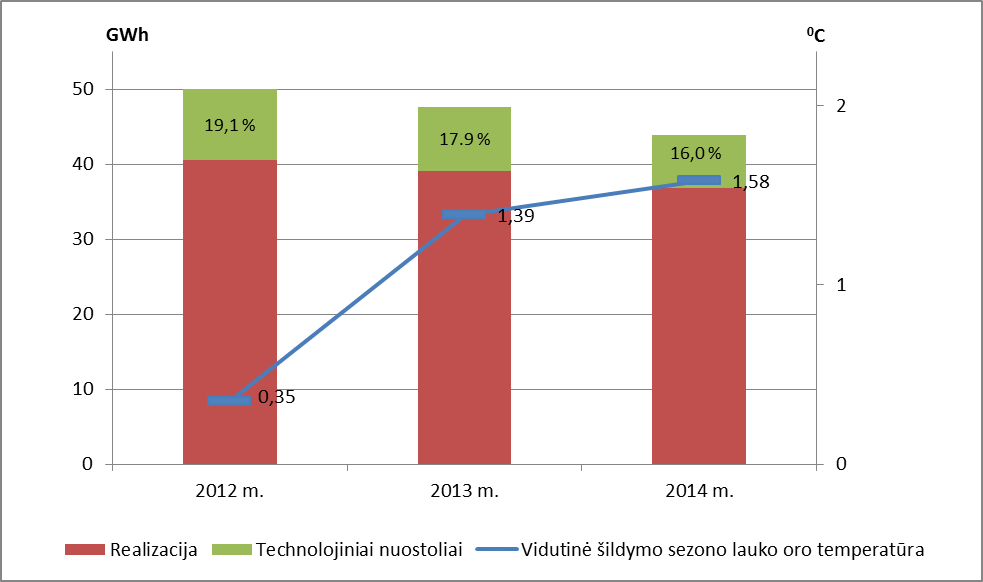 GWh
⁰C
50
40
30
20
10
0
19,1 %
17.9 %
16,0 %
0,35
1,39
1,58
2
1
0
2012 m.
2013 m.
2014 m.
Realizacija
Technolojiniai nuostoliai
Vidutinė šildymo sezono lauko oro temperatūra